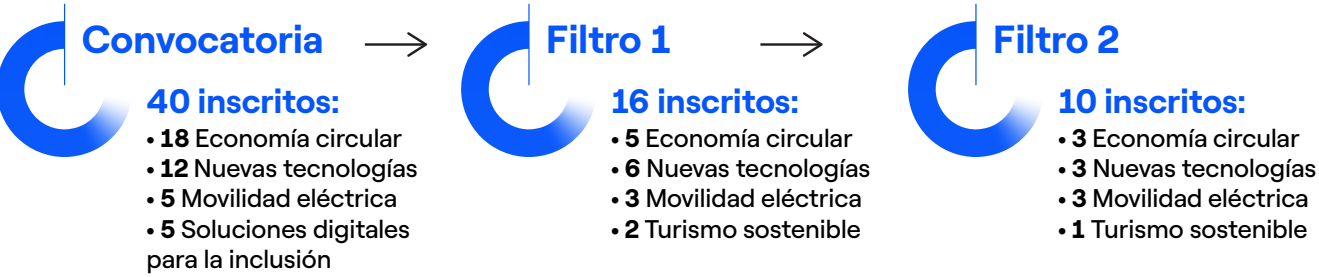 Convocatoria
40 inscritos:
• 18 Economía circular
• 12 Nuevas tecnologías
• 5 Movilidad eléctrica
• 5 Soluciones digitales
para la inclusión
Filtro 1
16 inscritos:
• 5 Economía circular
• 6 Nuevas tecnologías
• 3 Movilidad eléctrica
• 2 Turismo sostenible
Filtro 2
10 inscritos:
• 3 Economía circular
• 3 Nuevas tecnologías
• 3 Movilidad eléctrica
• 1 Turismo sostenible